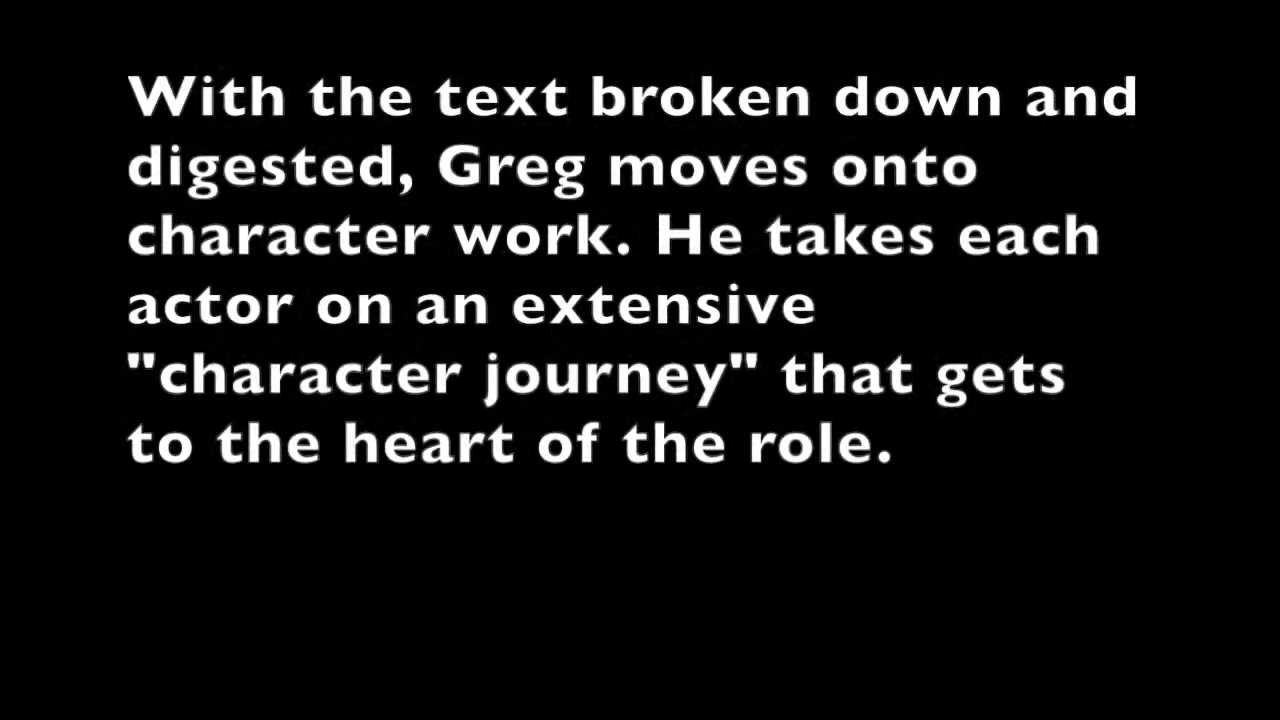 With the text broken down and
digested, Greg moves onto
character work. He takes each
actor on an extensive
"character journey" that gets
to the heart of the role.